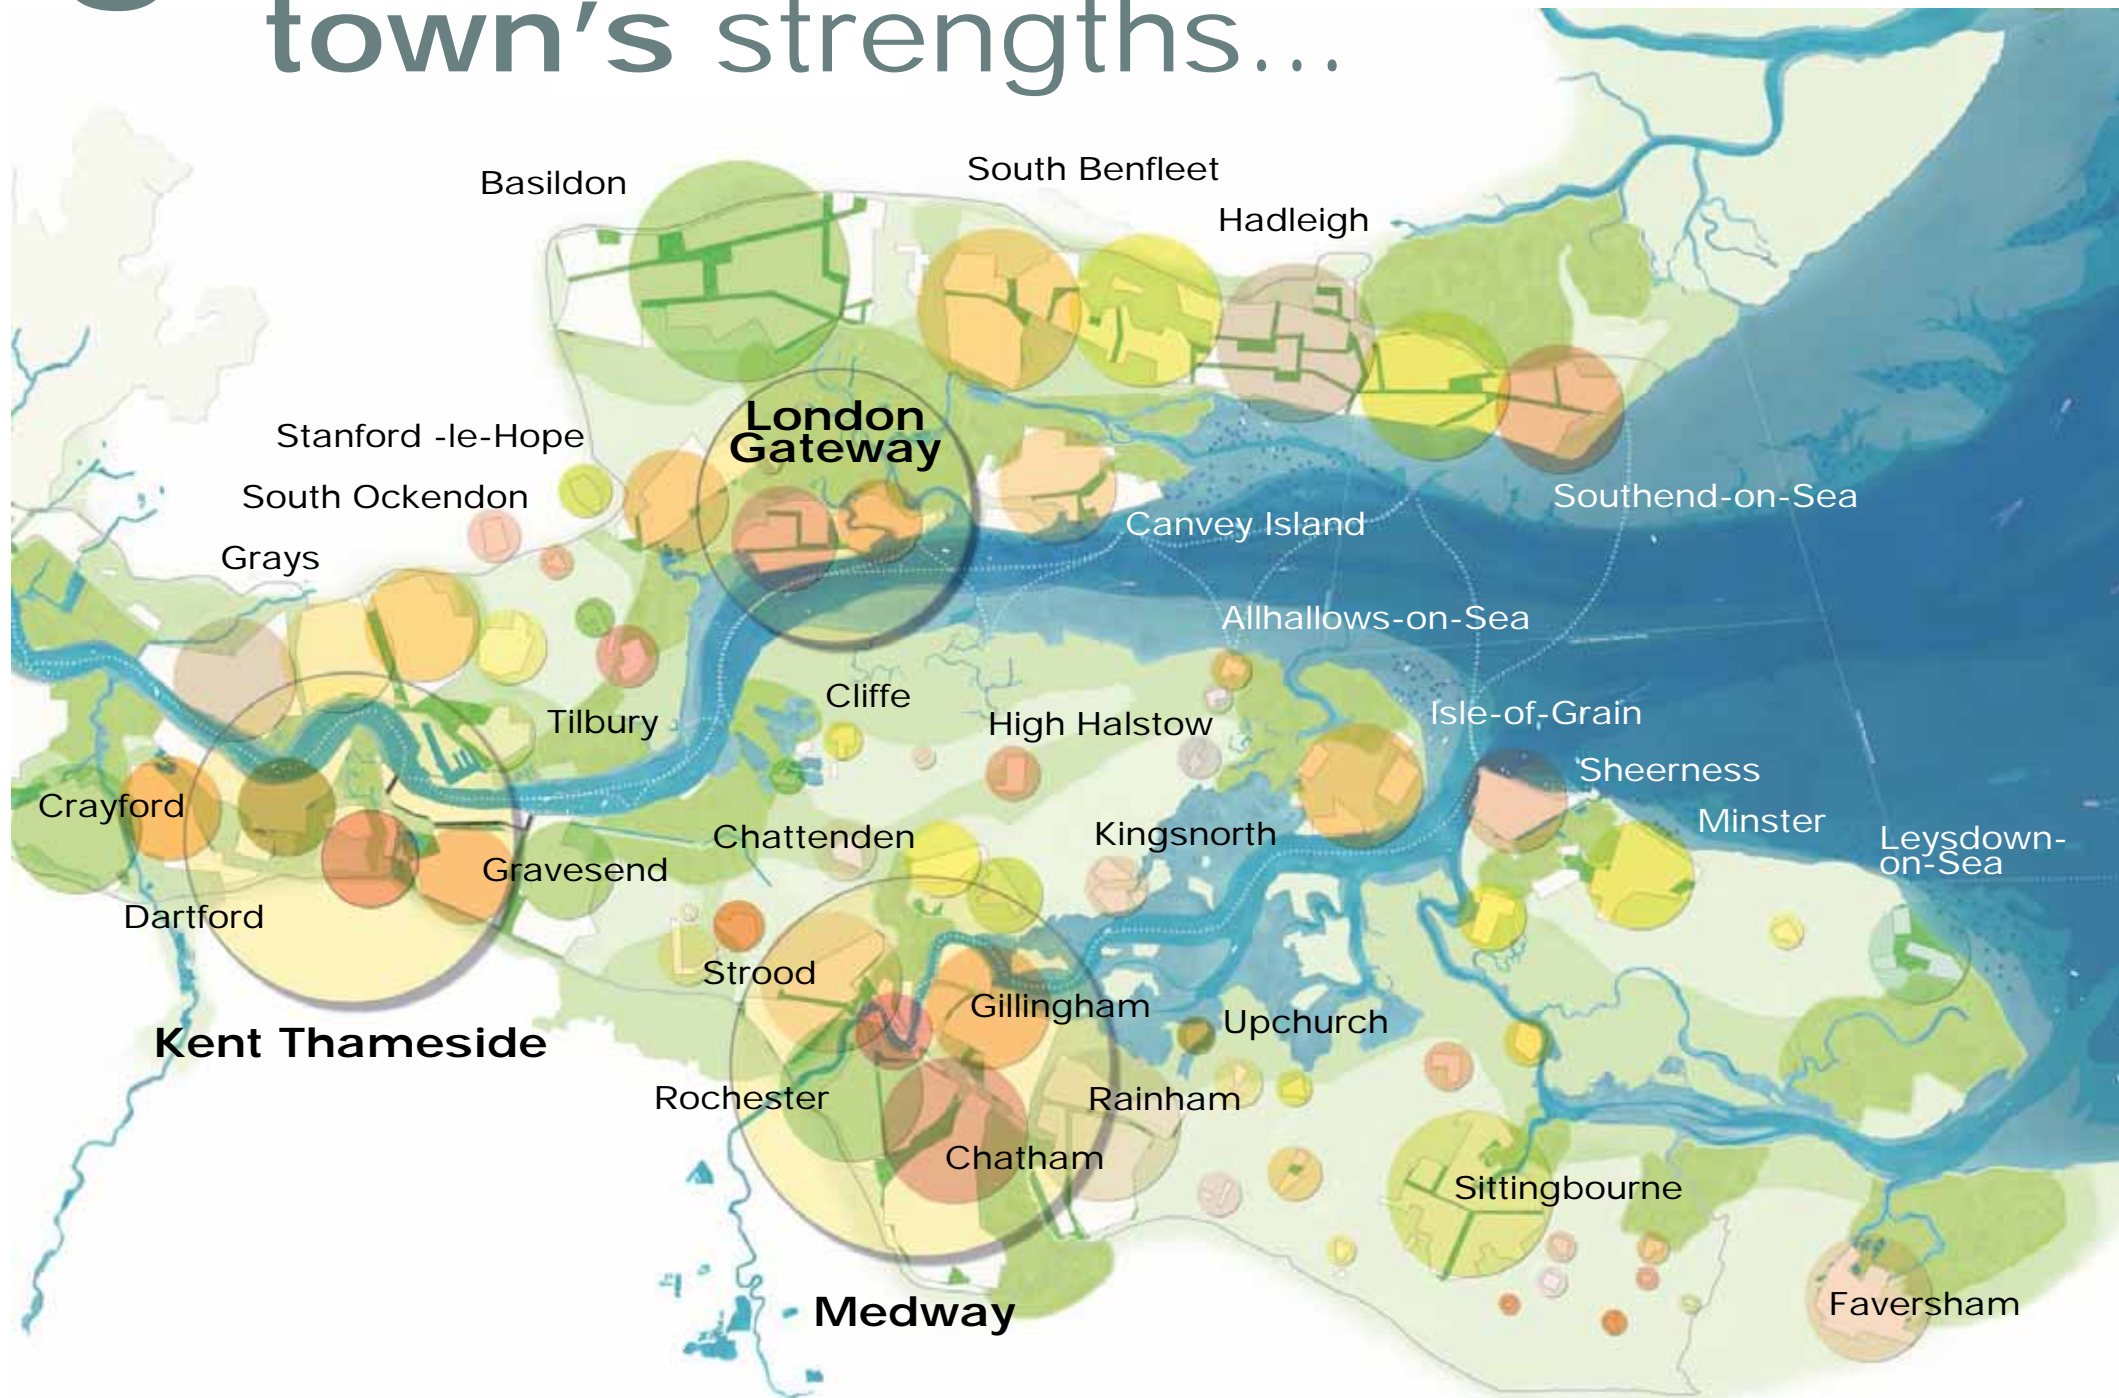 town's strengths...
South Benfleet
Basildon
Hadleigh
London
Gateway
Stanford -le-Hope
South Ockendon
Southend-on-Sea
Canvey Island
Grays
Allhallows-on-Sea
Cliffe
Isle-of-Grain
Tilbury
High Halstow
Sheerness
Crayford
Minster
Chattenden
Kingsnorth
Leysdown-
on-Sea
Gravesend
Dartford
Strood
Gillingham
Upchurch
Kent Thameside
Rochester
Rainham
Chatham
Sittingbourne
Medway
Faversham